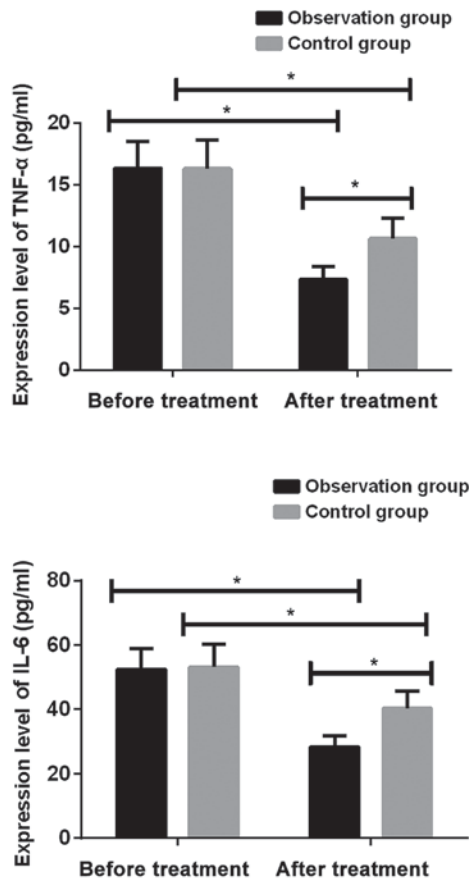 Observation group
Control group
*
*
*
Expression level of TNF-α (pg/ml)
20
15
10
5
0
Before treatment
After treatment
Observation group
Control group
*
*
*
Expression level of IL-6 (pg/ml)
80
60
40
20
0
Before treatment
After treatment